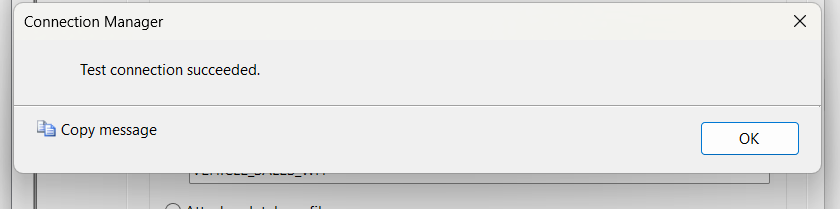 Connection Manager
Test connection succeeded.
Copy message
OK